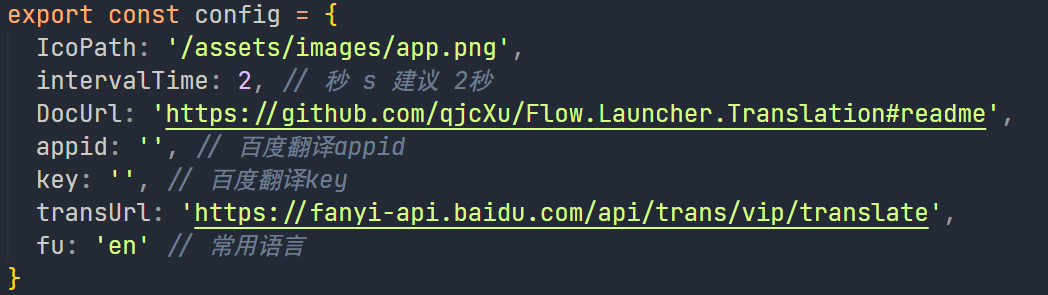 export const config = {
IcoPath: '/assets/images/app.png',
intervalTime: 2, // 秒 s 建议 2秒
DocUrl: 'https://github.com/qjcXu/Flow.Launcher.Translation#readme',
appid: '', // 百度翻译appid
key: '', // 百度翻译key
transUrl: 'https://fanyi-api.baidu.com/api/trans/vip/translate',
fu: 'en' // 常用语言
}